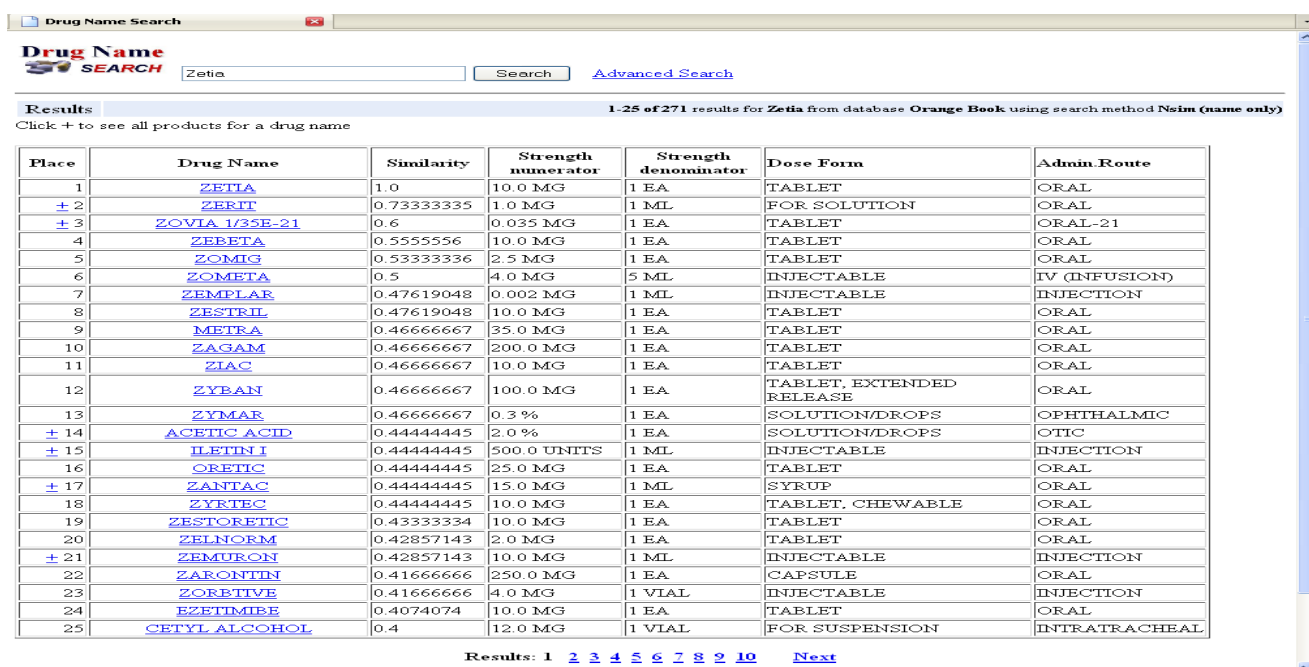 Drug Name Search
Drug Name
SEARCH
Zetia Search Advanced Search
Results 1-25 of 271 results for Zetia from database Orange Book using search method Nsim (name only)
Click + to see all products for a drug name
Place Drug Name Similarity Strength numerator Strength denominator Dose Form Admin.Route
1 ZETIA 1.0 10.0 MG 1 EA TABLET ORAL
+ 2 ZERIT 0.73333335 1.0 MG 1 ML FOR SOLUTION ORAL
+ 3 ZOVIA 1/35E-21 0.6 0.035 MG 1 EA TABLET ORAL-21
4 ZEBETA 0.5555556 10.0 MG 1 EA TABLET ORAL
5 ZOMIG 0.53333336 2.5 MG 1 EA TABLET ORAL
6 ZOMETA 0.5 4.0 MG 5 ML INJECTABLE IV (INFUSION)
7 ZEMPLAR 0.47619048 0.002 MG 1 ML INJECTABLE INJECTION
8 ZESTRIL 0.47619048 10.0 MG 1 EA TABLET ORAL
9 METRA 0.46666667 35.0 MG 1 EA TABLET ORAL
10 ZAGAM 0.46666667 200.0 MG 1 EA TABLET ORAL
11 ZIAC 0.46666667 10.0 MG 1 EA TABLET ORAL
12 ZYBAN 0.46666667 100.0 MG 1 EA TABLET, EXTENDED RELEASE ORAL
13 ZYMAR 0.46666667 0.3 % 1 EA SOLUTION/DROPS OPHTHALMIC
+ 14 ACETIC ACID 0.44444445 2.0 % 1 EA SOLUTION/DROPS OTIC
+ 15 ILETIN I 0.44444445 500.0 UNITS 1 ML INJECTABLE INJECTION
16 ORETIC 0.44444445 25.0 MG 1 EA TABLET ORAL
+ 17 ZANTAC 0.44444445 15.0 MG 1 ML SYRUP ORAL
18 ZYRTEC 0.44444445 10.0 MG 1 EA TABLET, CHEWABLE ORAL
19 ZESTORETIC 0.43333334 10.0 MG 1 EA TABLET ORAL
20 ZELNORM 0.42857143 2.0 MG 1 EA TABLET ORAL
+ 21 ZEMURON 0.42857143 10.0 MG 1 ML INJECTABLE INJECTION
22 ZARONTIN 0.41666666 250.0 MG 1 EA CAPSULE ORAL
23 ZORBTIVE 0.41666666 4.0 MG 1 VIAL INJECTABLE INJECTION
24 EZETIMIBE 0.4074074 10.0 MG 1 EA TABLET ORAL
25 CETYL ALCOHOL 0.4 12.0 MG 1 VIAL FOR SUSPENSION INTRATRACHEAL
Results: 1 2 3 4 5 6 7 8 9 10 Next